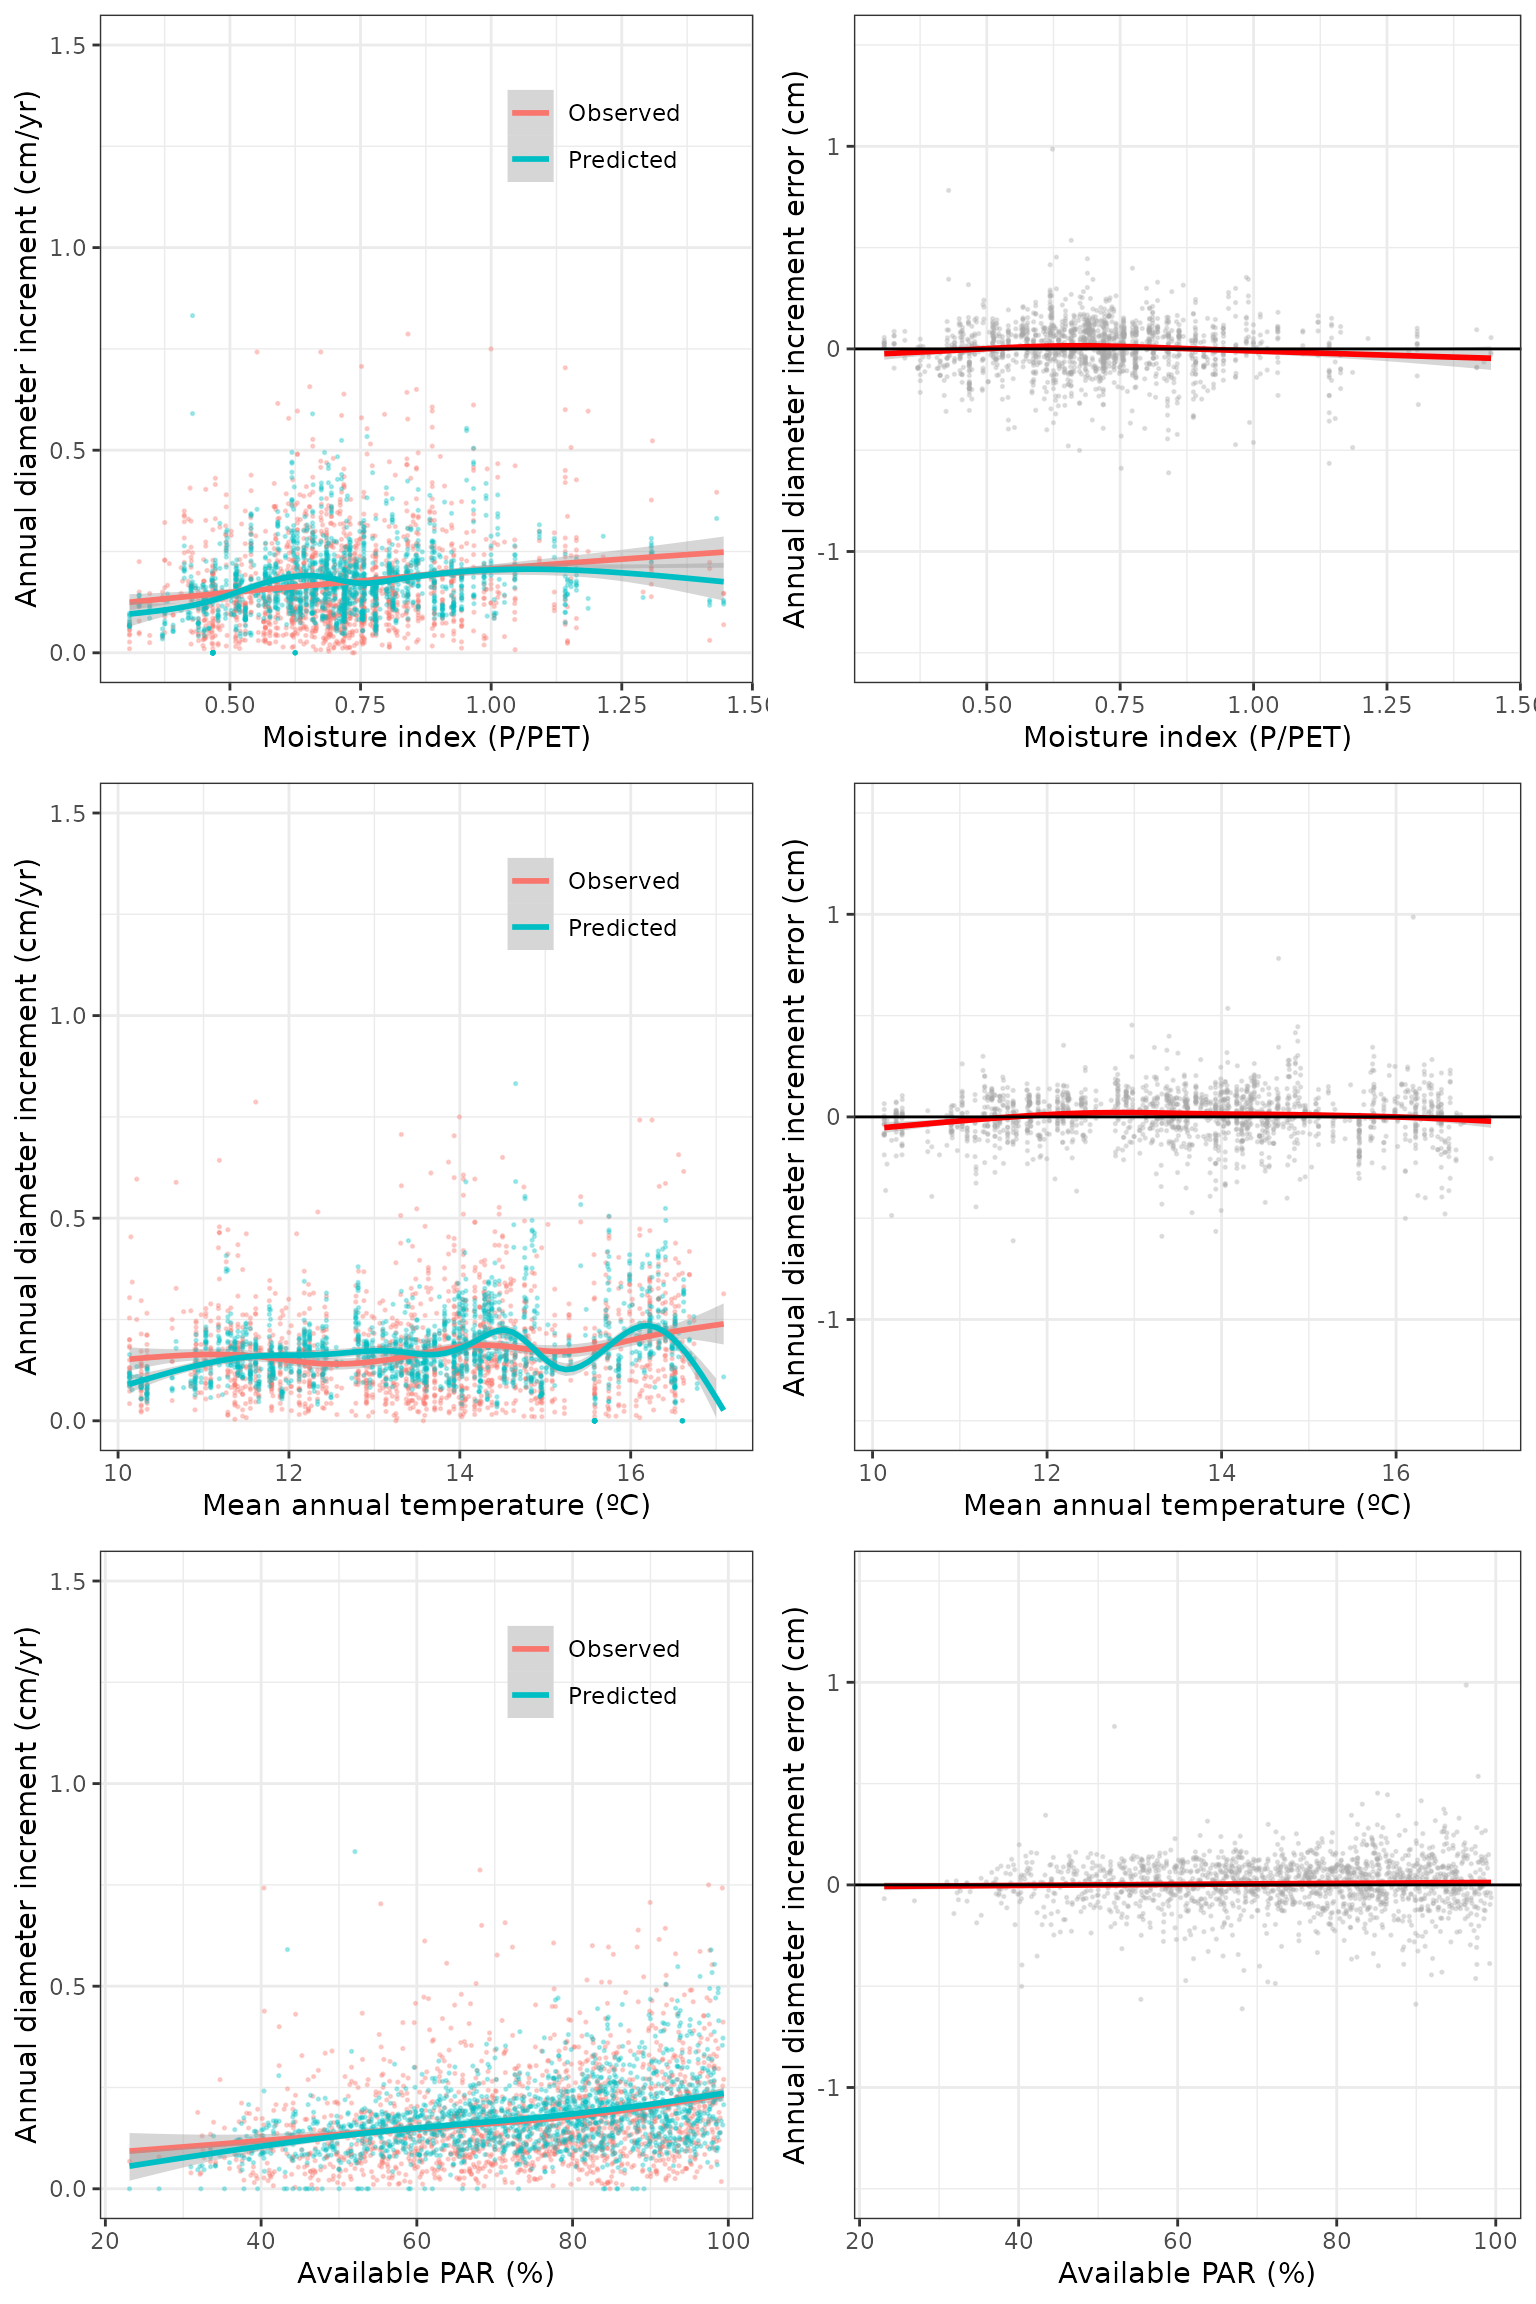 Annual diameter increment (cm/yr)
1.5
1.0
0.5
0.0
Observed
Predicted
0.50 0.75 1.00 1.25 1.50
Moisture index (P/PET)
Annual diameter increment error (cm)
1
0
-1
0.50 0.75 1.00 1.25 1.50
Moisture index (P/PET)
Annual diameter increment (cm/yr)
1.5
1.0
0.5
0.0
Observed
Predicted
10 12 14 16
Mean annual temperature (ºC)
Annual diameter increment error (cm)
1
0
-1
10 12 14 16
Mean annual temperature (ºC)
Annual diameter increment (cm/yr)
1.5
1.0
0.5
0.0
Observed
Predicted
20 40 60 80 100
Available PAR (%)
Annual diameter increment error (cm)
1
0
-1
20 40 60 80 100
Available PAR (%)